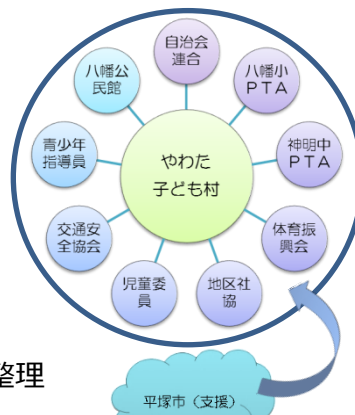 自治会
連合
八幡小
PTA
神明中
PTA
体育振
興会
地区社
協
児童委
員
交通安
全協会
青少年
指導員
八幡公
民館
やわた
子ども村
整理
平塚市（支援）